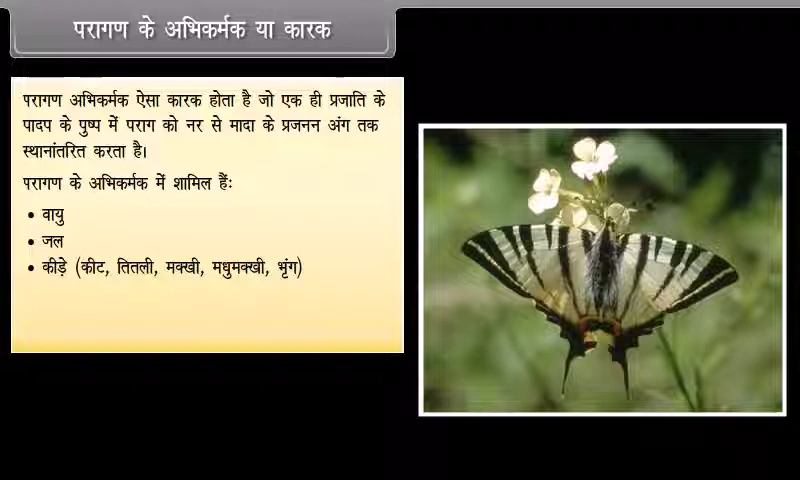 परागण के अभिकर्मक या कारक
परागण अभिकर्मक ऐसा कारक होता है जो एक ही प्रजाति के
पादप के पुष्प में पराग को नर से मादा के प्रजनन अंग तक
स्थानांतरित करता है।
परागण के अभिकर्मक में शामिल हैं:
• वायु
• जल
• कीड़े (कीट, तितली, मक्खी, मधुमक्खी, भृंग)